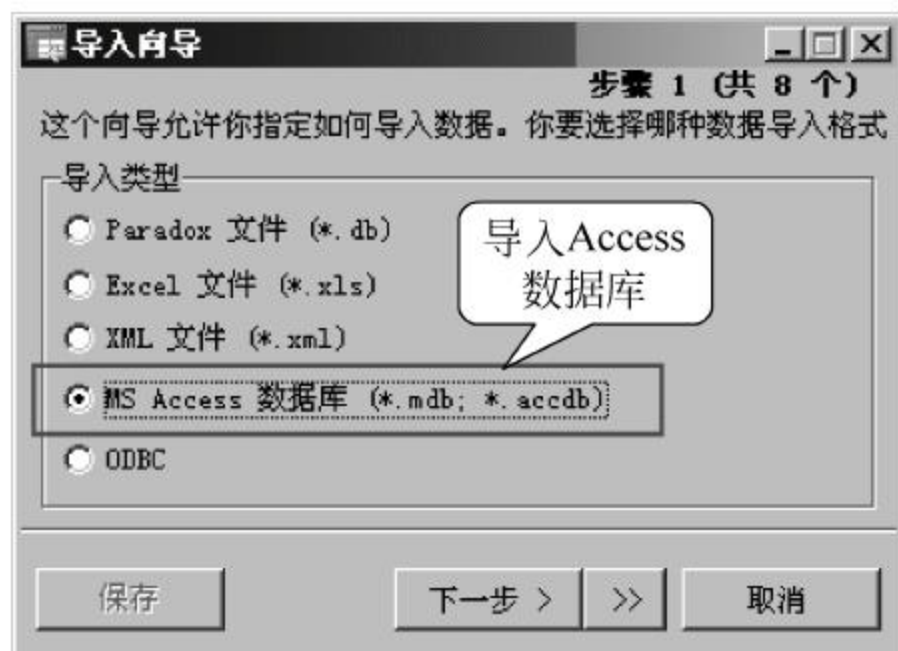 导入向导
步骤 1 (共 8 个)
这个向导允许你指定如何导入数据。你要选择哪种数据导入格式
导入类型
Paradox 文件 (*.db)
Excel 文件 (*.xls)
XML 文件 (*.xml)
导入Access
数据库
MS Access 数据库 (*.mdb; *.accdb)
ODBC
保存
下一步 >
>>
取消